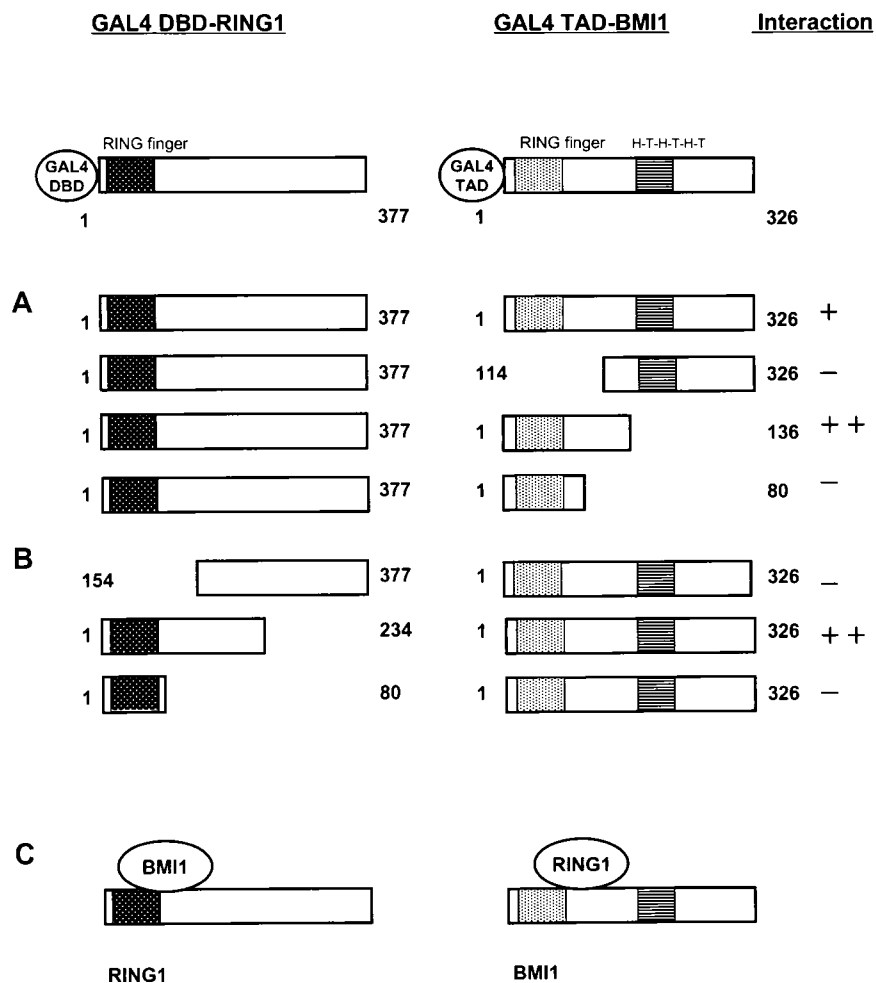 GAL4 DBD-RING1 GAL4 TAD-BMI1 Interaction
RING finger RING finger H-T-H-T-H-T
GAL4 DBD GAL4 TAD
1 377 1 326
A
1 377 1 326 +
1 377 114 326 −
1 377 1 136 + +
1 377 1 80 −
B
154 377 1 326 −
1 234 1 326 + +
1 80 1 326 −
C
BMI1 RING1
RING1 BMI1